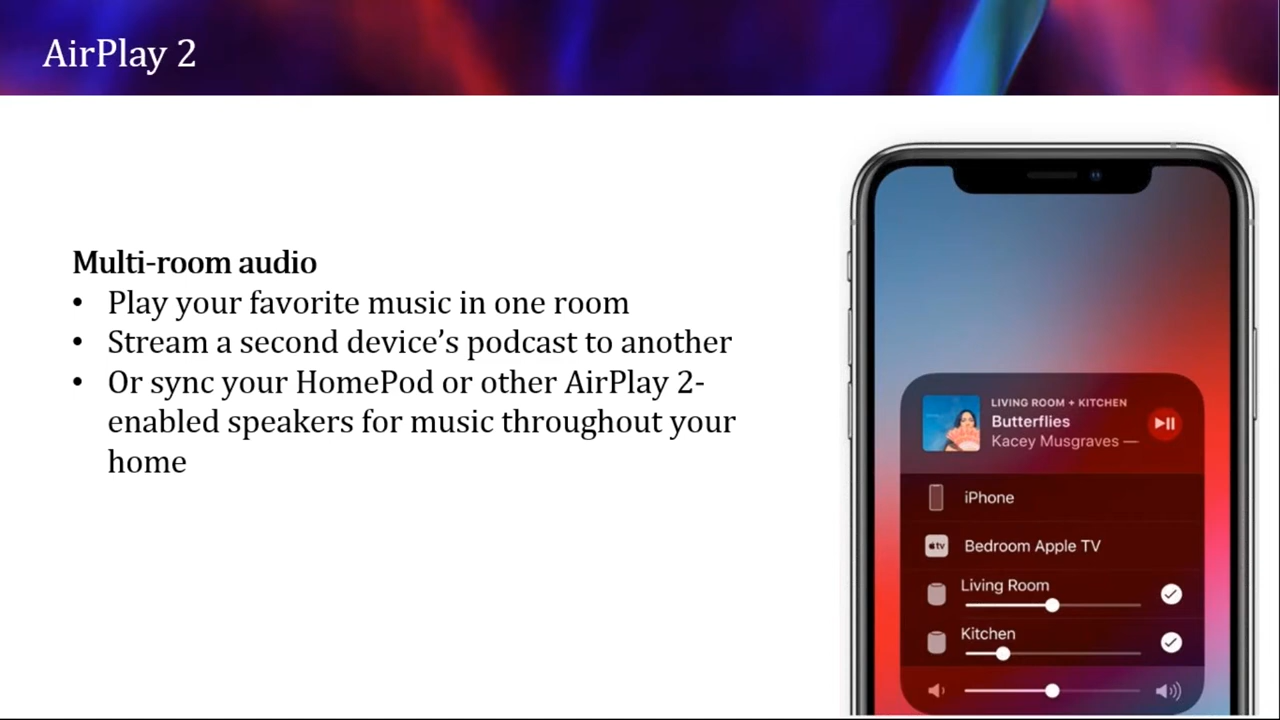 AirPlay 2
Multi-room audio
• Play your favorite music in one room
• Stream a second device’s podcast to another
• Or sync your HomePod or other AirPlay 2-
enabled speakers for music throughout your
home
LIVING ROOM + KITCHEN
Butterflies
Kacey Musgraves —
iPhone
tv
Bedroom Apple TV
Living Room
Kitchen